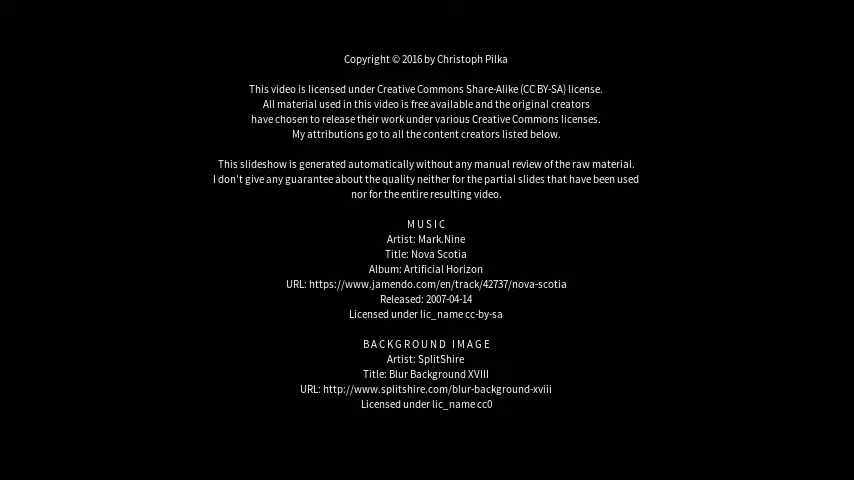 Copyright © 2016 by Christoph Pilka
This video is licensed under Creative Commons Share-Alike (CC BY-SA) license.
All material used in this video is free available and the original creators
have chosen to release their work under various Creative Commons licenses.
My attributions go to all the content creators listed below.
This slideshow is generated automatically without any manual review of the raw material.
I don't give any guarantee about the quality neither for the partial slides that have been used
nor for the entire resulting video.
MUSIC
Artist: Mark.Nine
Title: Nova Scotia
Album: Artificial Horizon
URL: https://www.jamendo.com/en/track/42737/nova-scotia
Released: 2007-04-14
Licensed under lic_name cc-by-sa
BACKGROUND IMAGE
Artist: SplitShire
Title: Blur Background XVIII
URL: http://www.splitshire.com/blur-background-xviii
Licensed under lic_name cc0